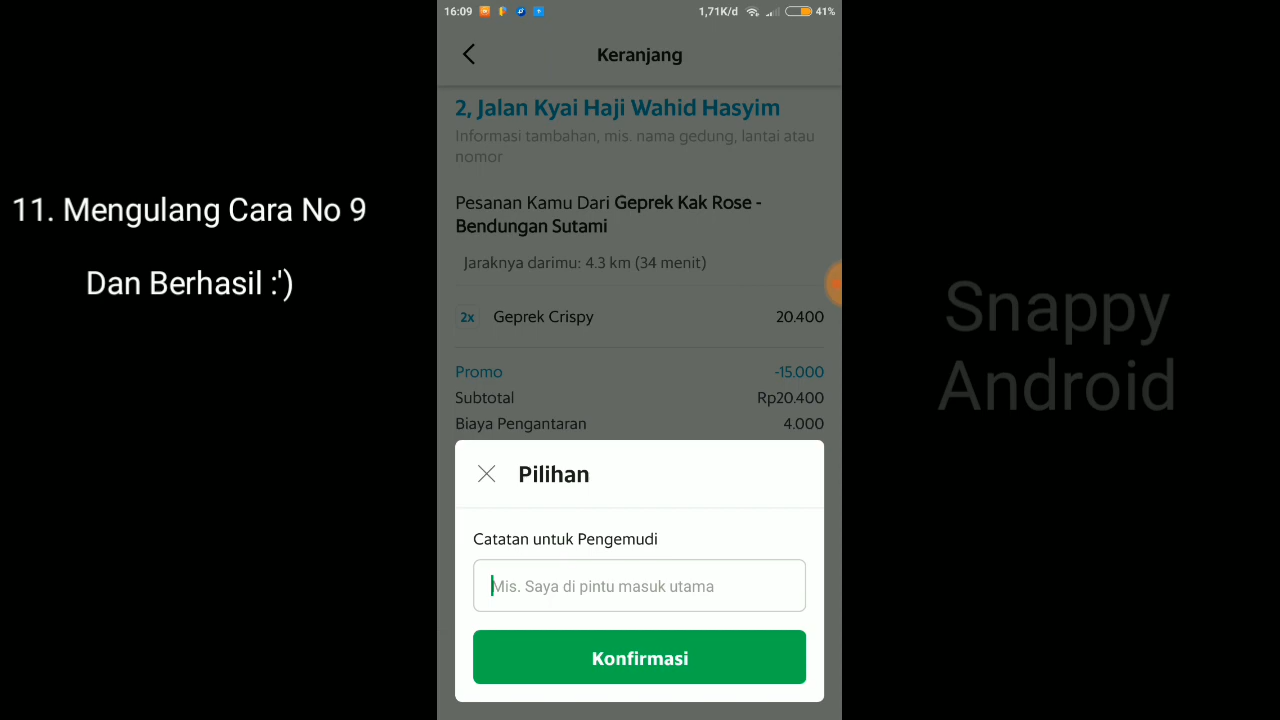 16:09 1,71K/d 41%
Keranjang
2, Jalan Kyai Haji Wahid Hasyim
Informasi tambahan, mis. nama gedung, lantai atau
nomor
11. Mengulang Cara No 9
Dan Berhasil :')
Pesanan Kamu Dari Geprek Kak Rose -
Bendungan Sutami
Jaraknya darimu: 4.3 km (34 menit)
2x Geprek Crispy 20.400
Promo -15.000
Subtotal Rp20.400
Biaya Pengantaran 4.000
Pilihan
Catatan untuk Pengemudi
Mis. Saya di pintu masuk utama
Konfirmasi
Snappy
Android